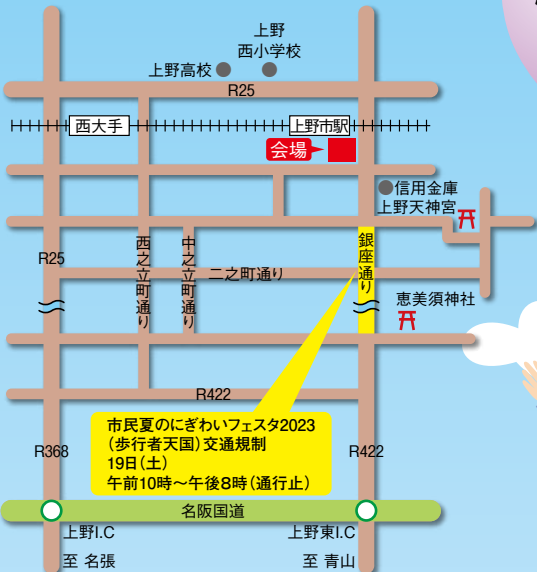 上野
西小学校
上野高校
R25
西大手
上野市駅
会場
信用金庫
上野天神宮
R25
西之立町通り
中之立町通り
銀座通り
二之町通り
恵美須神社
R422
市民夏のにぎわいフェスタ2023
(歩行者天国)交通規制
19日(土)
午前10時～午後8時(通行止)
R368
R422
名阪国道
上野I.C
上野東I.C
至 名張
至 青山